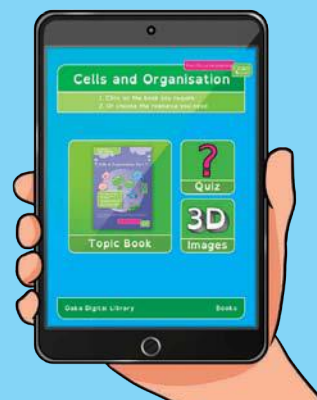 Cells and Organisation
1. Click on the book you require
2. Or choose the resource you need
Topic Book
?
Quiz
3D
Images
Daka Digital Library
Books